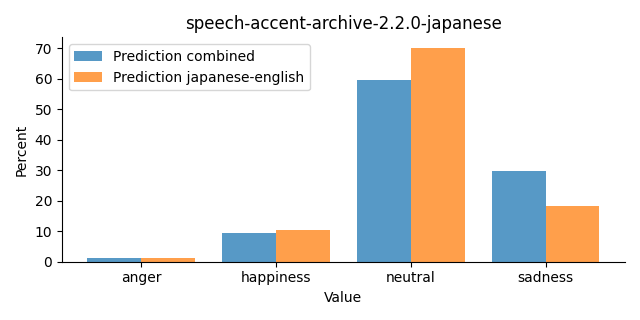 speech-accent-archive-2.2.0-japanese
Prediction combined
Prediction japanese-english
Percent
70
60
50
40
30
20
10
0
anger happiness neutral sadness
Value